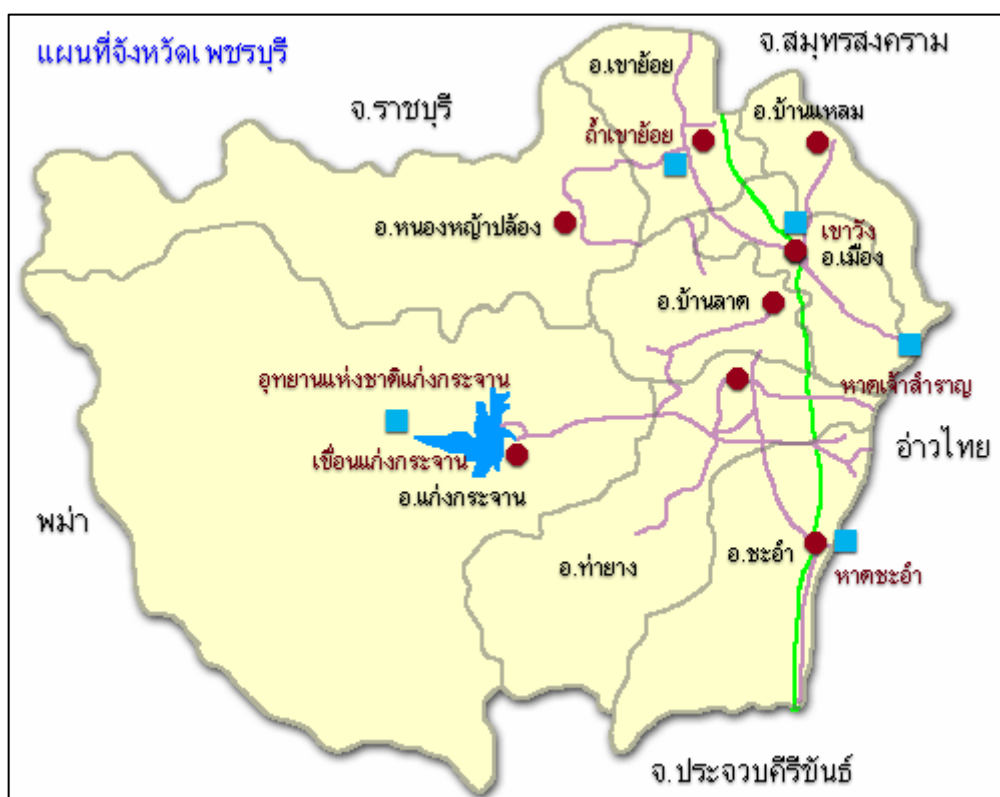 แผนที่จังหวัดเพชรบุรี
จ.สมุทรสงคราม
อ.เขาย้อย
จ.ราชบุรี
อ.บ้านแหลม
ถ้ำเขาย้อย
อ.หนองหญ้าปล้อง
เขาวัง
อ.เมือง
อ.บ้านลาด
อุทยานแห่งชาติแก่งกระจาน
หาดเจ้าสำราญ
อ่าวไทย
เขื่อนแก่งกระจาน
อ.แก่งกระจาน
พม่า
อ.ท่ายาง
อ.ชะอำ
หาดชะอำ
จ.ประจวบคีรีขันธ์